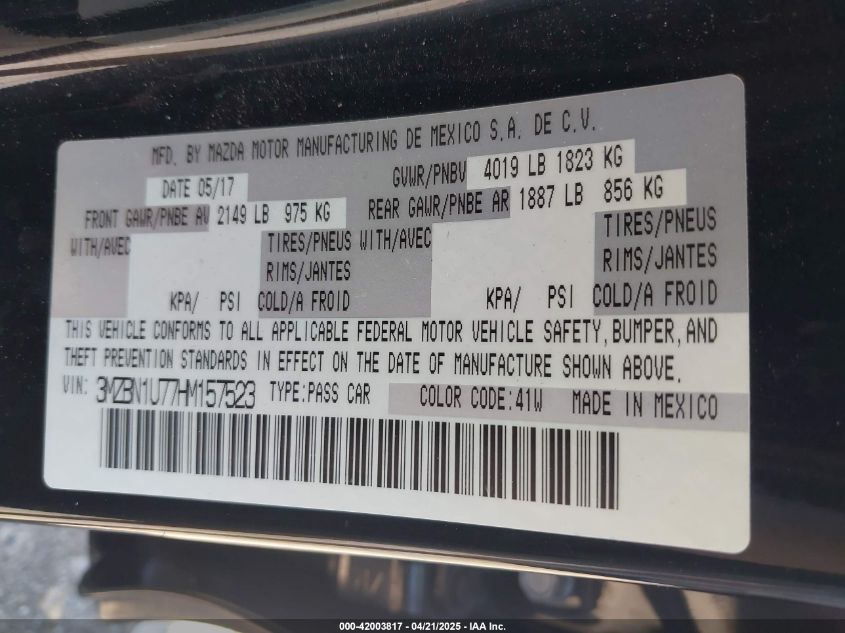 MFD. BY MAZDA MOTOR MANUFACTURING DE MEXICO S.A. DE C.V.
DATE 05/17 GVWR/PNBV 4019 LB 1823 KG
FRONT GAWR/PNBE AV 2149 LB 975 KG REAR GAWR/PNBE AR 1887 LB 856 KG
WITH/AVEC TIRES/PNEUS WITH/AVEC TIRES/PNEUS
RIMS/JANTES RIMS/JANTES
KPA/ PSI COLD/A FROID KPA/ PSI COLD/A FROID
THIS VEHICLE CONFORMS TO ALL APPLICABLE FEDERAL MOTOR VEHICLE SAFETY, BUMPER, AND
THEFT PREVENTION STANDARDS IN EFFECT ON THE DATE OF MANUFACTURE SHOWN ABOVE.
VIN: 3MZBN1U77HM157523 TYPE:PASS CAR COLOR CODE:41W MADE IN MEXICO
000-42003817 - 04/21/2025 - IAA Inc.